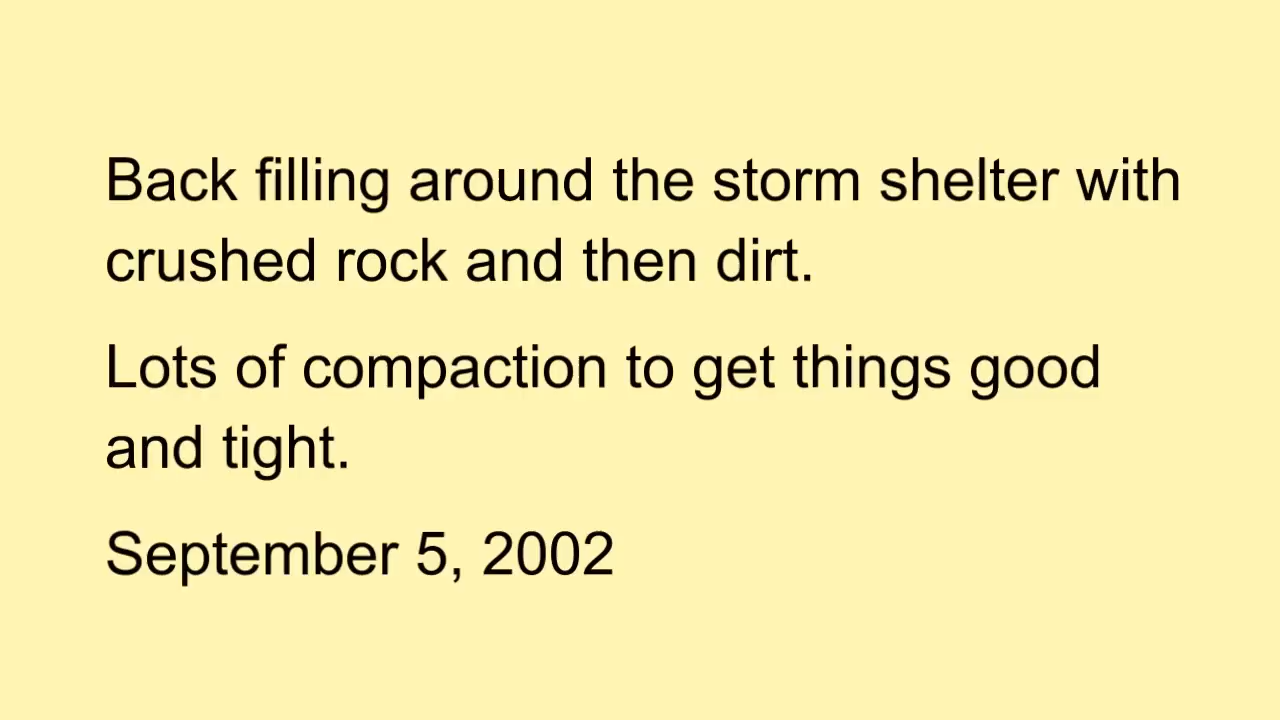 Back filling around the storm shelter with
crushed rock and then dirt.
Lots of compaction to get things good
and tight.
September 5, 2002